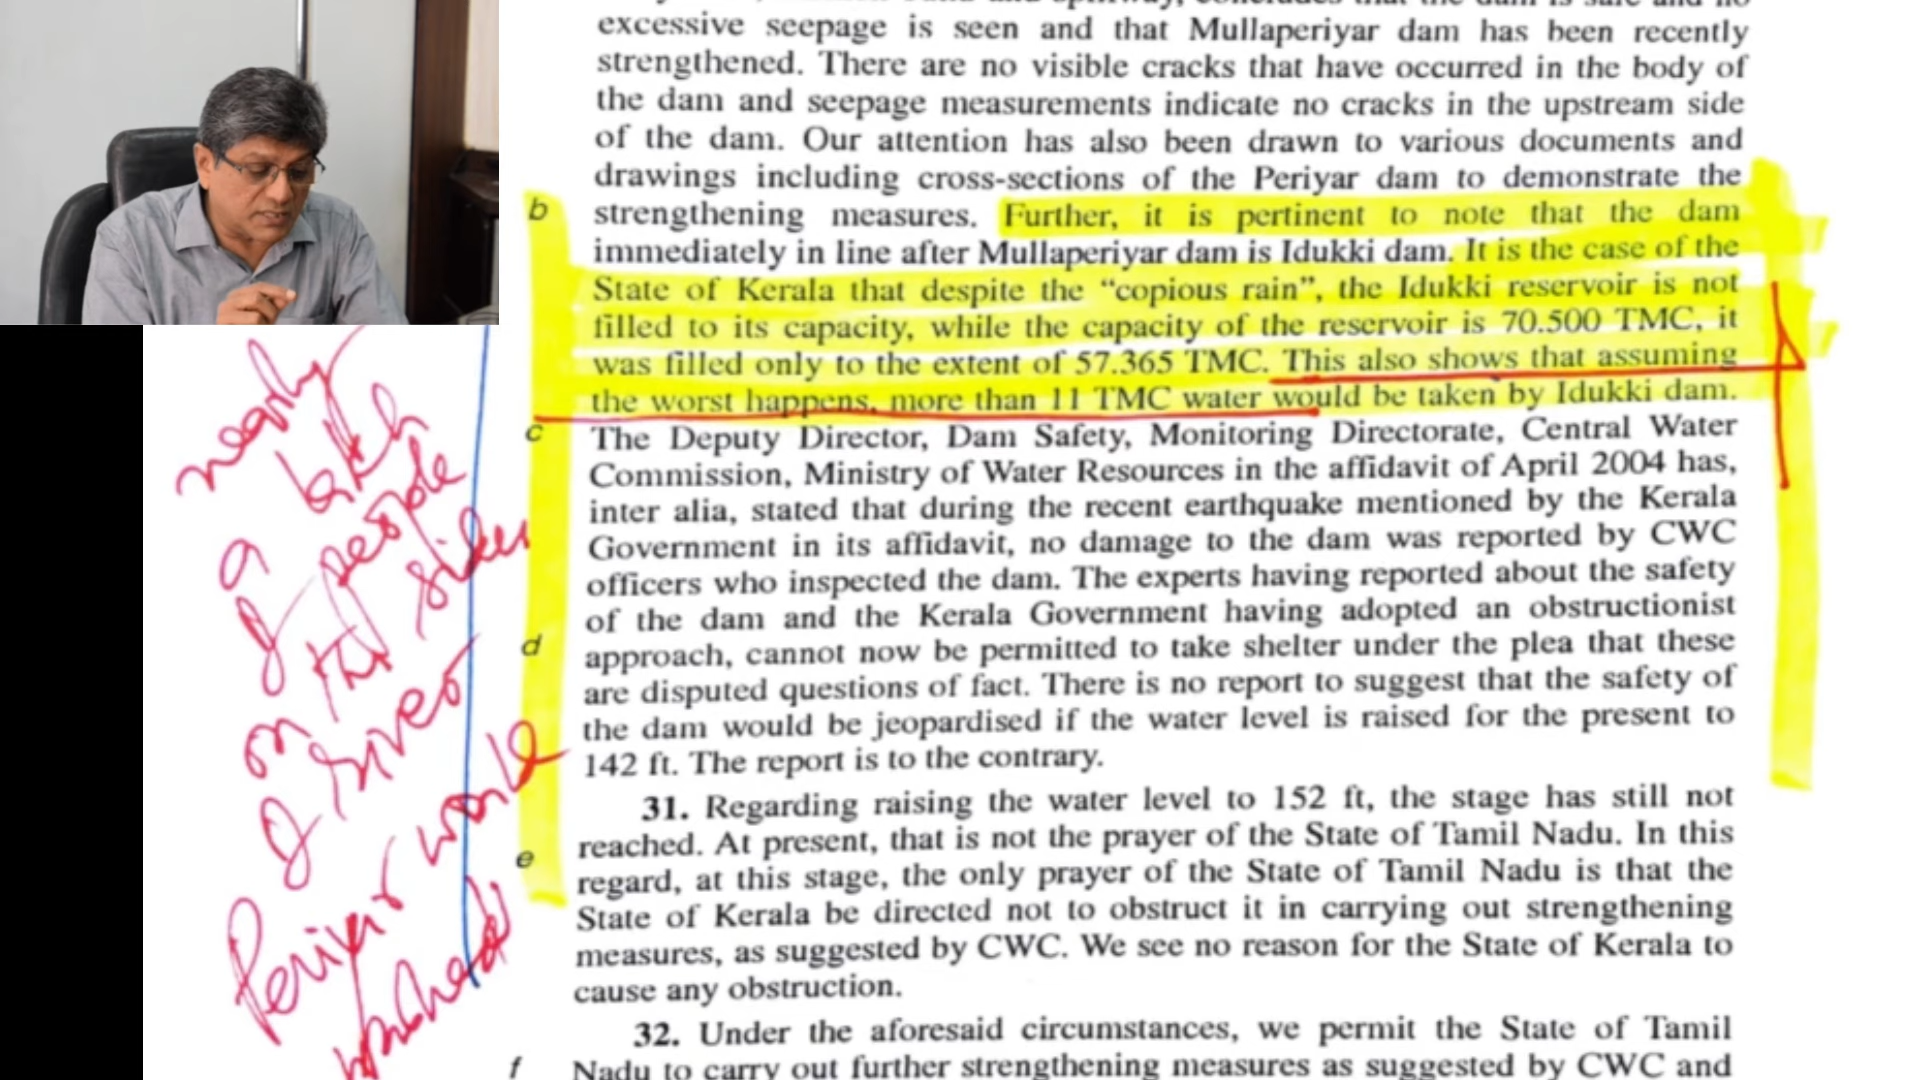 excessive seepage is seen and that Mullaperiyar dam has been recently
strengthened. There are no visible cracks that have occurred in the body of
the dam and seepage measurements indicate no cracks in the upstream side
of the dam. Our attention has also been drawn to various documents and
drawings including cross-sections of the Periyar dam to demonstrate the
b
strengthening measures. Further, it is pertinent to note that the dam
immediately in line after Mullaperiyar dam is Idukki dam. It is the case of the
State of Kerala that despite the “copious rain”, the Idukki reservoir is not
filled to its capacity, while the capacity of the reservoir is 70.500 TMC, it
was filled only to the extent of 57.365 TMC. This also shows that assuming
the worst happens, more than 11 TMC water would be taken by Idukki dam.
c
The Deputy Director, Dam Safety, Monitoring Directorate, Central Water
Commission, Ministry of Water Resources in the affidavit of April 2004 has,
inter alia, stated that during the recent earthquake mentioned by the Kerala
Government in its affidavit, no damage to the dam was reported by CWC
officers who inspected the dam. The experts having reported about the safety
of the dam and the Kerala Government having adopted an obstructionist
d
approach, cannot now be permitted to take shelter under the plea that these
are disputed questions of fact. There is no report to suggest that the safety of
the dam would be jeopardised if the water level is raised for the present to
142 ft. The report is to the contrary.
31. Regarding raising the water level to 152 ft, the stage has still not
reached. At present, that is not the prayer of the State of Tamil Nadu. In this
e
regard, at this stage, the only prayer of the State of Tamil Nadu is that the
State of Kerala be directed not to obstruct it in carrying out strengthening
measures, as suggested by CWC. We see no reason for the State of Kerala to
cause any obstruction.
32. Under the aforesaid circumstances, we permit the State of Tamil
f
Nadu to carry out further strengthening measures as suggested by CWC and
nearly
a
of people
on the sides
of river
Periyar would